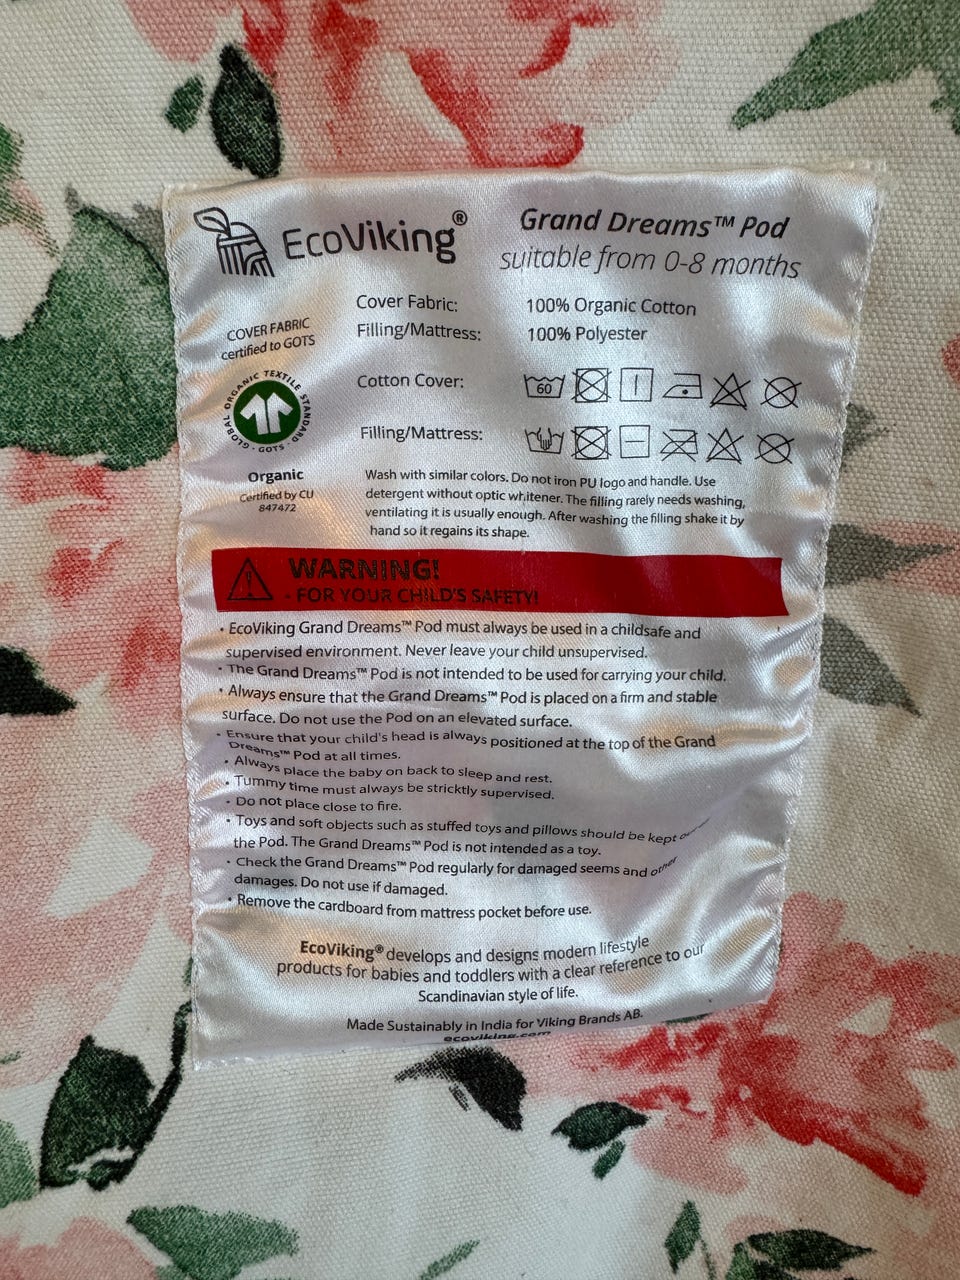 EcoViking®
Grand Dreams™ Pod
suitable from 0-8 months
Cover Fabric: 100% Organic Cotton
Filling/Mattress: 100% Polyester
COVER FABRIC
certified to GOTS
GLOBAL ORGANIC TEXTILE STANDARD · GOTS ·
Organic
Certified by CU
847472
Cotton Cover: 60
Filling/Mattress:
Wash with similar colors. Do not iron PU logo and handle. Use
detergent without optic whitener. The filling rarely needs washing,
ventilating it is usually enough. After washing the filling shake it by
hand so it regains its shape.
WARNING!
- FOR YOUR CHILD'S SAFETY!
• EcoViking Grand Dreams™ Pod must always be used in a childsafe and
supervised environment. Never leave your child unsupervised.
• The Grand Dreams™ Pod is not intended to be used for carrying your child.
• Always ensure that the Grand Dreams™ Pod is placed on a firm and stable
surface. Do not use the Pod on an elevated surface.
• Ensure that your child's head is always positioned at the top of the Grand
Dreams™ Pod at all times.
• Always place the baby on back to sleep and rest.
• Tummy time must always be stricktly supervised.
• Do not place close to fire.
• Toys and soft objects such as stuffed toys and pillows should be kept
the Pod. The Grand Dreams™ Pod is not intended as a toy.
• Check the Grand Dreams™ Pod regularly for damaged seems and other
damages. Do not use if damaged.
• Remove the cardboard from mattress pocket before use.
EcoViking® develops and designs modern lifestyle
products for babies and toddlers with a clear reference to our
Scandinavian style of life.
Made Sustainably in India for Viking Brands AB.
ecoviking.com